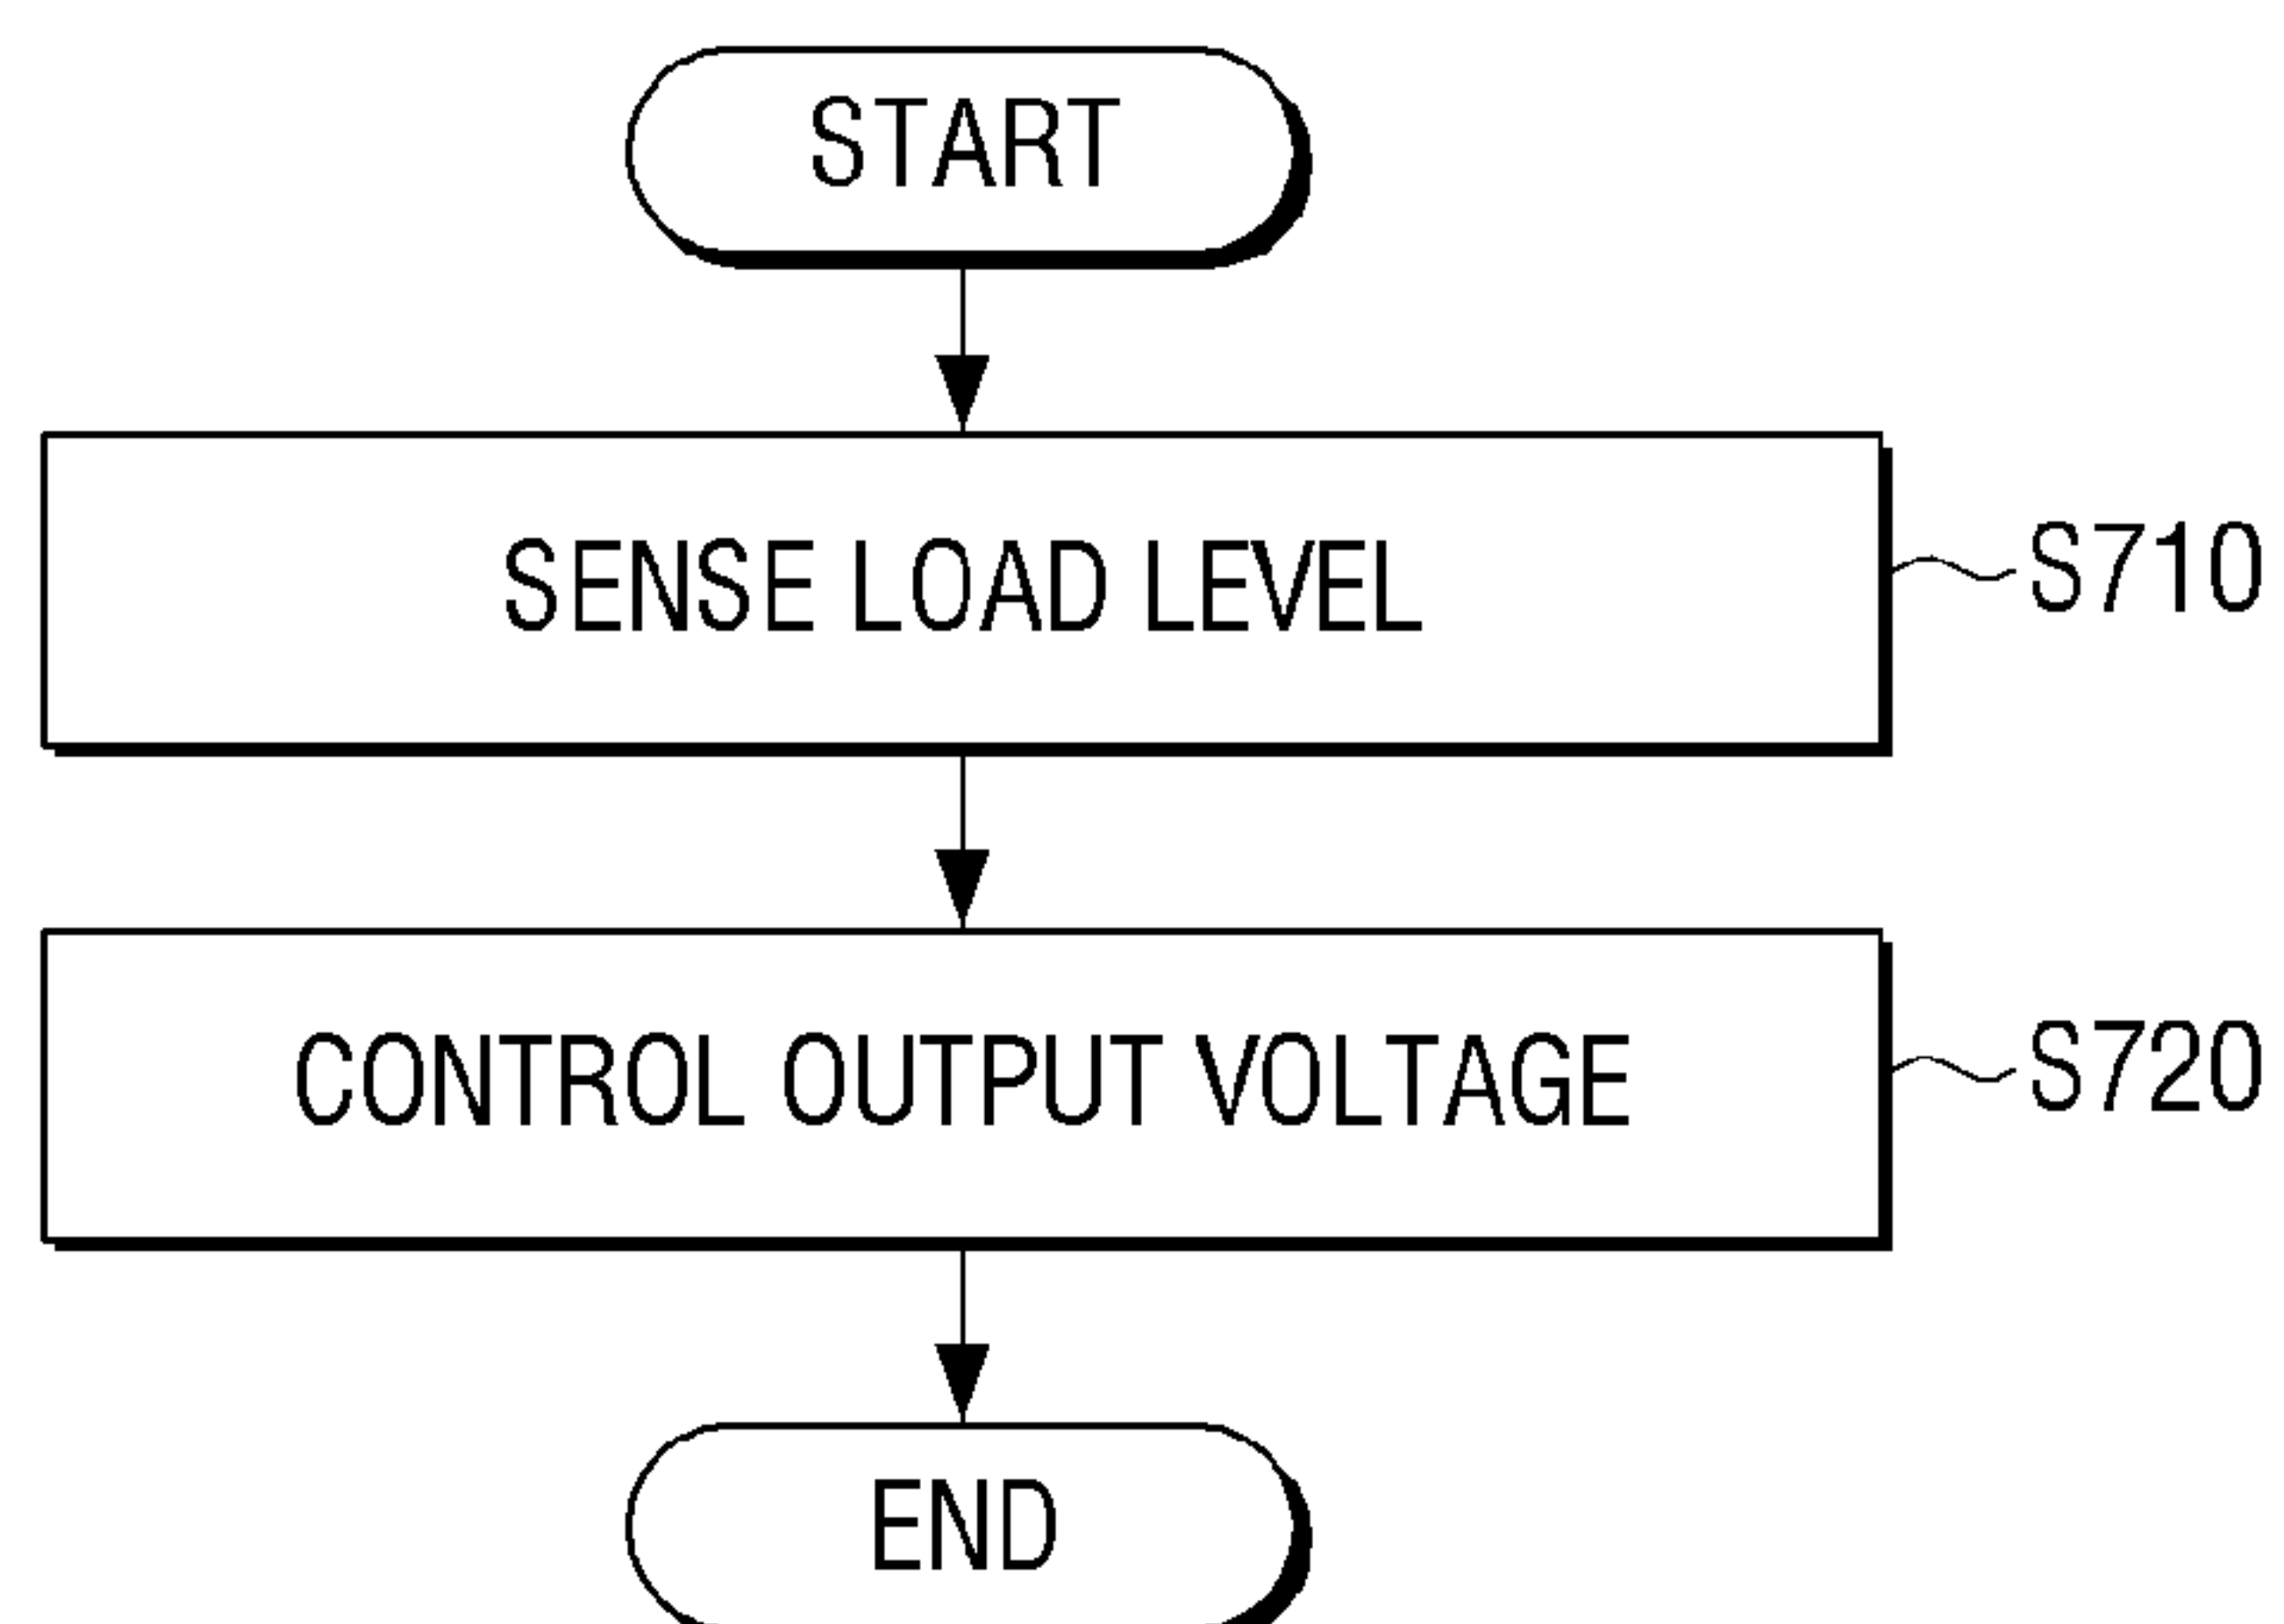 START
SENSE LOAD LEVEL
S710
CONTROL OUTPUT VOLTAGE
S720
END